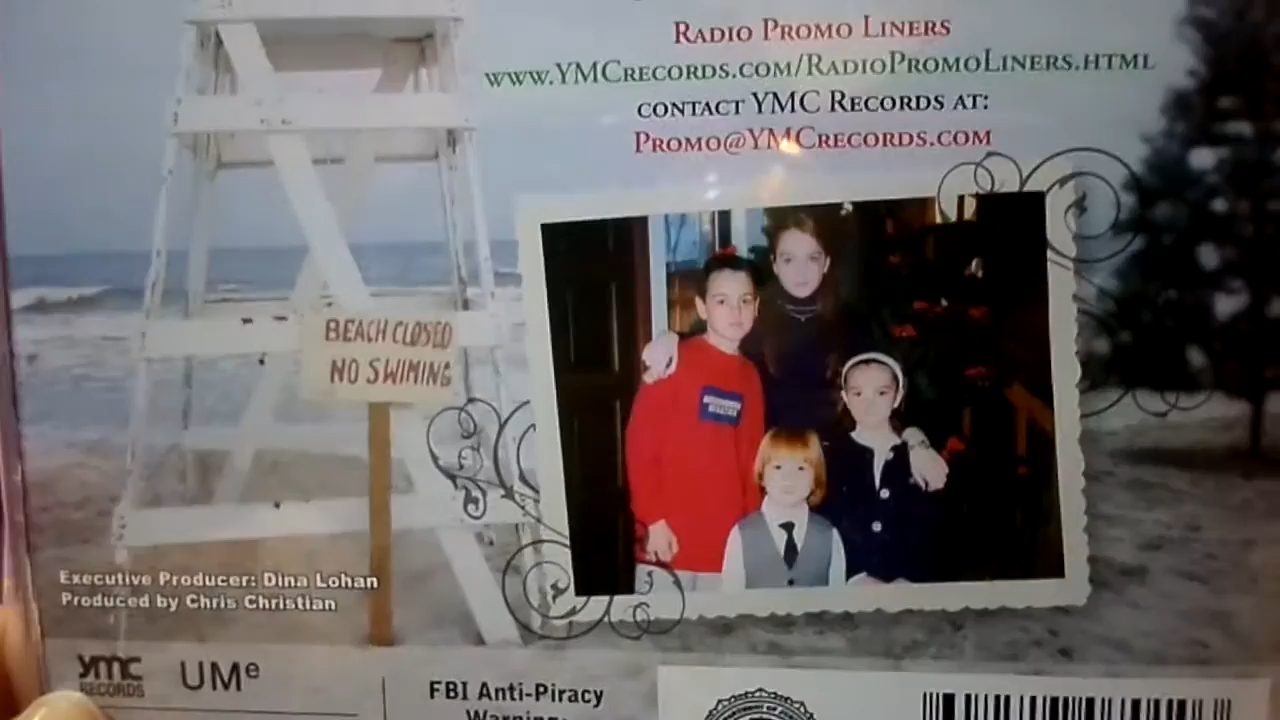 RADIO PROMO LINERS
WWW.YMCRECORDS.COM/RADIOPROMOLINERS.HTML
CONTACT YMC RECORDS AT:
PROMO@YMCRECORDS.COM
BEACH CLOSED
NO SWIMING
Executive Producer: Dina Lohan
Produced by Chris Christian
ymc
RECORDS
UMe
FBI Anti-Piracy
Warning: